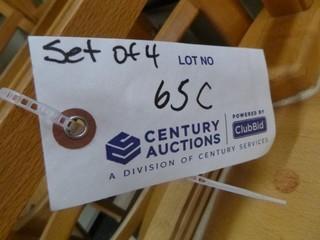 Set of 4
LOT NO
65C
CENTURY
AUCTIONS
POWERED BY
ClubBid
A DIVISION OF CENTURY SERVICES